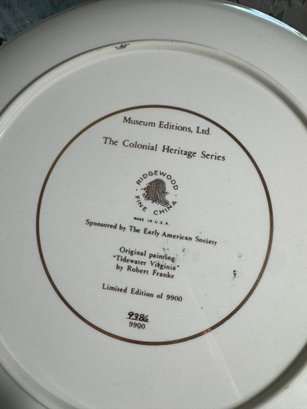 Museum Editions, Ltd.
The Colonial Heritage Series
RIDGEWOOD
FINE CHINA
MADE IN U.S.A.
Sponsored by The Early American Society
Original painting
"Tidewater Virginia"
by Robert Franke
Limited Edition of 9900
9386
9900